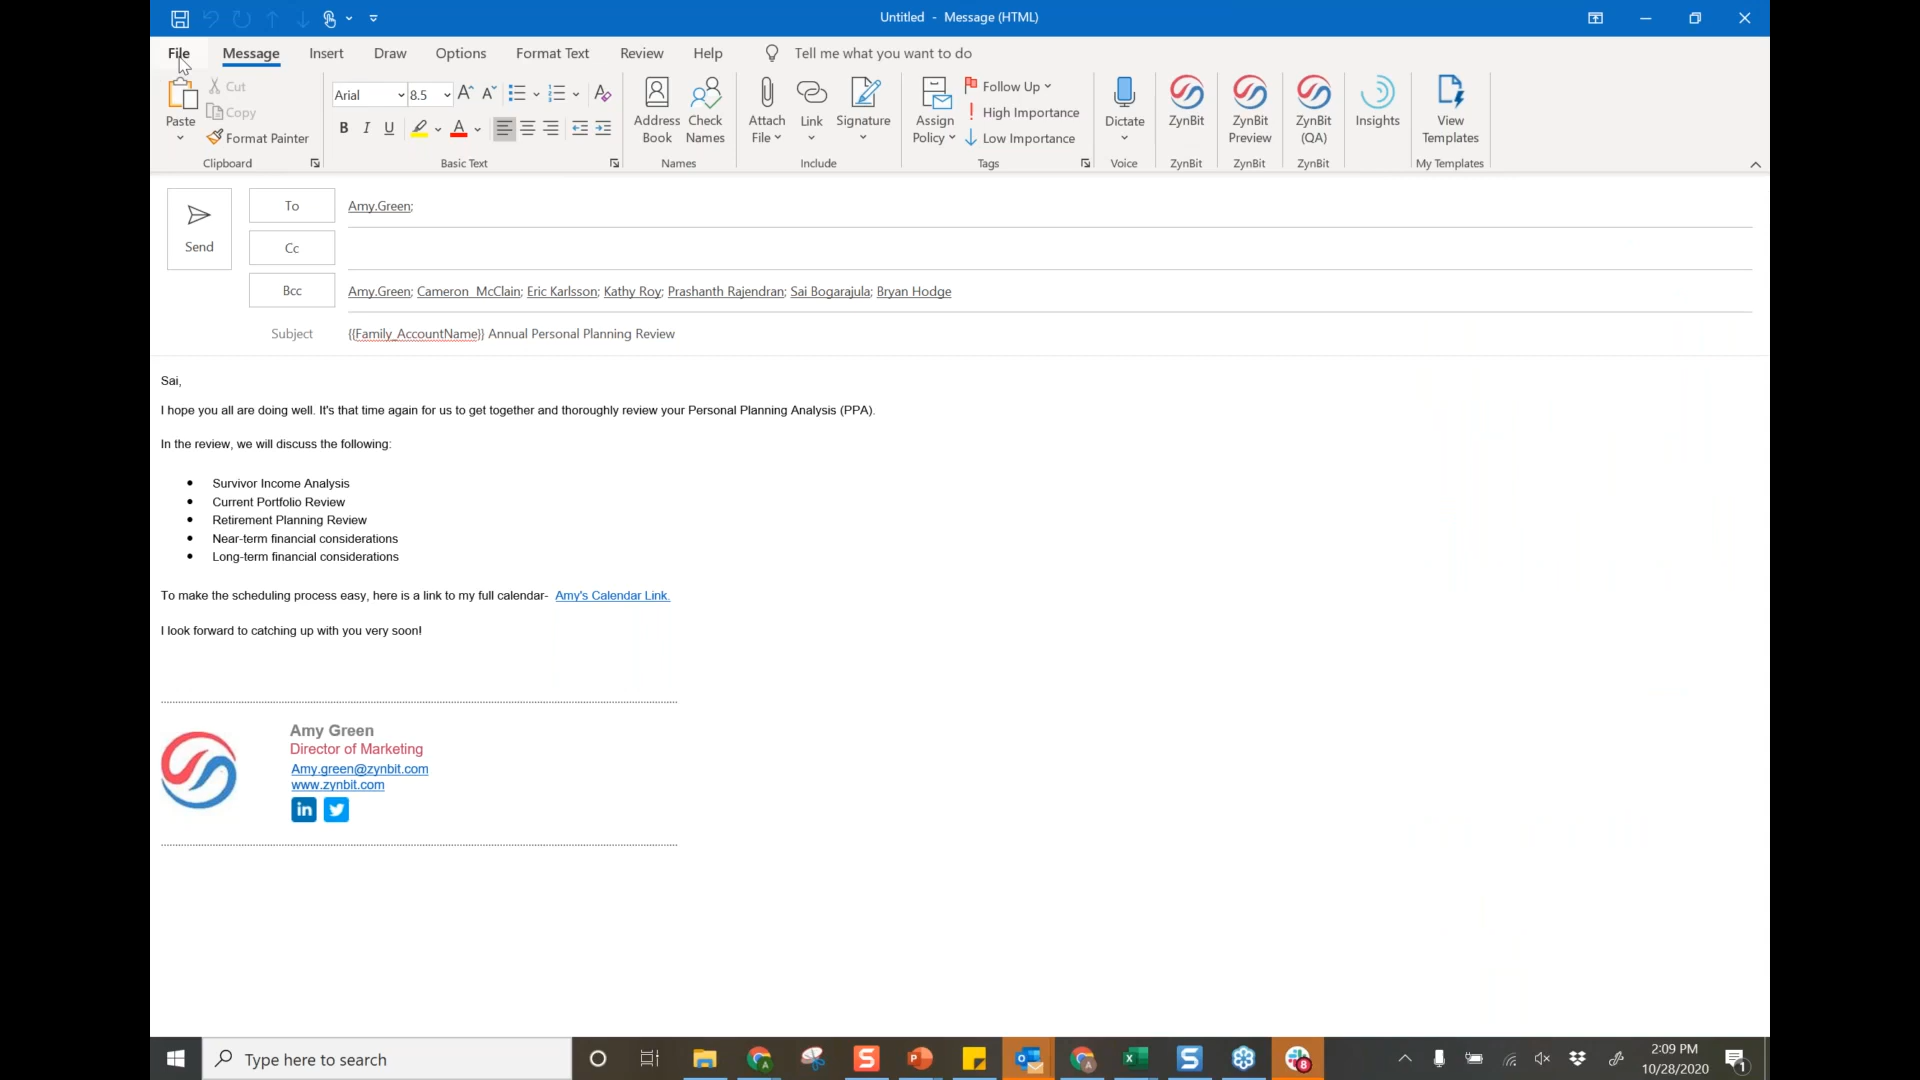 Untitled - Message (HTML)
File Message Insert Draw Options Format Text Review Help Tell me what you want to do
Paste
Cut
Copy
Format Painter
Clipboard
Arial 8.5
B I U A
Basic Text
Address Book
Check Names
Names
Attach File
Link
Signature
Include
Assign Policy
Follow Up
High Importance
Low Importance
Tags
Dictate
Voice
ZynBit
ZynBit
ZynBit Preview
ZynBit
ZynBit (QA)
ZynBit
Insights
View Templates
My Templates
Send
To Amy.Green;
Cc
Bcc Amy.Green; Cameron McClain; Eric Karlsson; Kathy Roy; Prashanth Rajendran; Sai Bogarajula; Bryan Hodge
Subject {{Family_AccountName}} Annual Personal Planning Review
Sai,
I hope you all are doing well. It's that time again for us to get together and thoroughly review your Personal Planning Analysis (PPA).
In the review, we will discuss the following:
• Survivor Income Analysis
• Current Portfolio Review
• Retirement Planning Review
• Near-term financial considerations
• Long-term financial considerations
To make the scheduling process easy, here is a link to my full calendar- Amy's Calendar Link.
I look forward to catching up with you very soon!
Amy Green
Director of Marketing
Amy.green@zynbit.com
www.zynbit.com
in
Type here to search
8
2:09 PM
10/28/2020
1